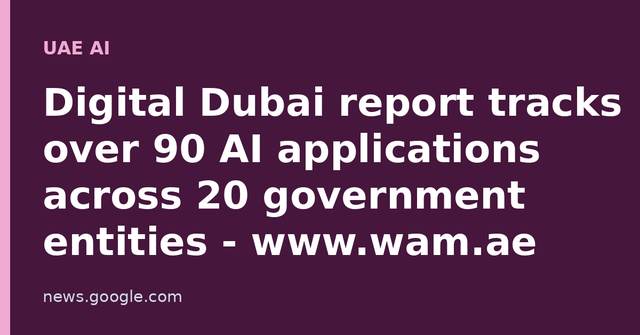 UAE AI
Digital Dubai report tracks
over 90 AI applications
across 20 government
entities - www.wam.ae
news.google.com